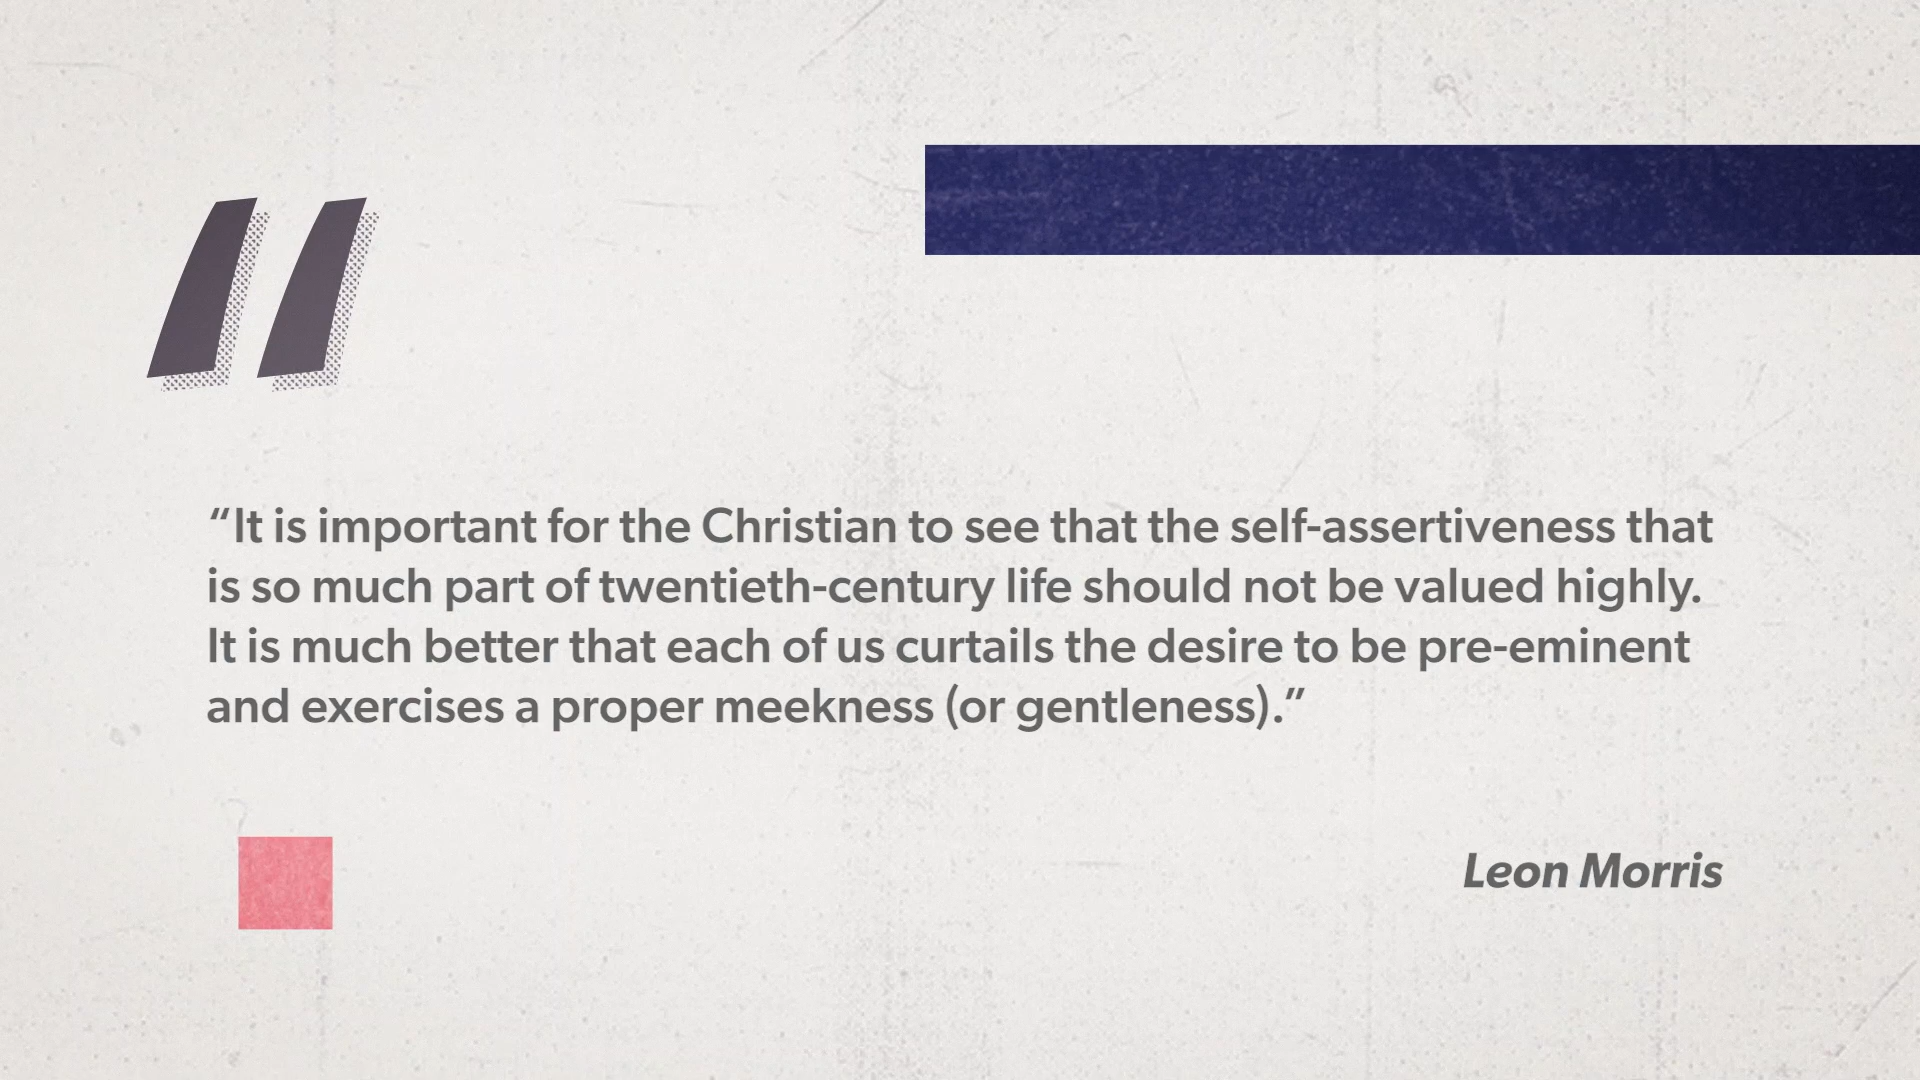 “It is important for the Christian to see that the self-assertiveness that
is so much part of twentieth-century life should not be valued highly.
It is much better that each of us curtails the desire to be pre-eminent
and exercises a proper meekness (or gentleness).”
Leon Morris